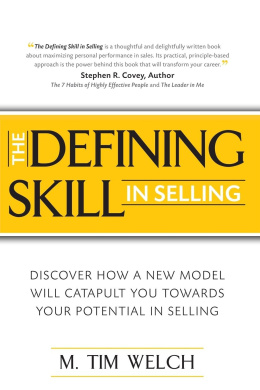 “The Defining Skill in Selling is a thoughtful and delightfully written book
about maximizing personal performance in sales. Its practical, principle-based
approach is the power behind this book that will transform your career.”
Stephen R. Covey, Author
The 7 Habits of Highly Effective People and The Leader in Me
THE DEFINING
SKILL IN SELLING
DISCOVER HOW A NEW MODEL
WILL CATAPULT YOU TOWARDS
YOUR POTENTIAL IN SELLING
M. TIM WELCH